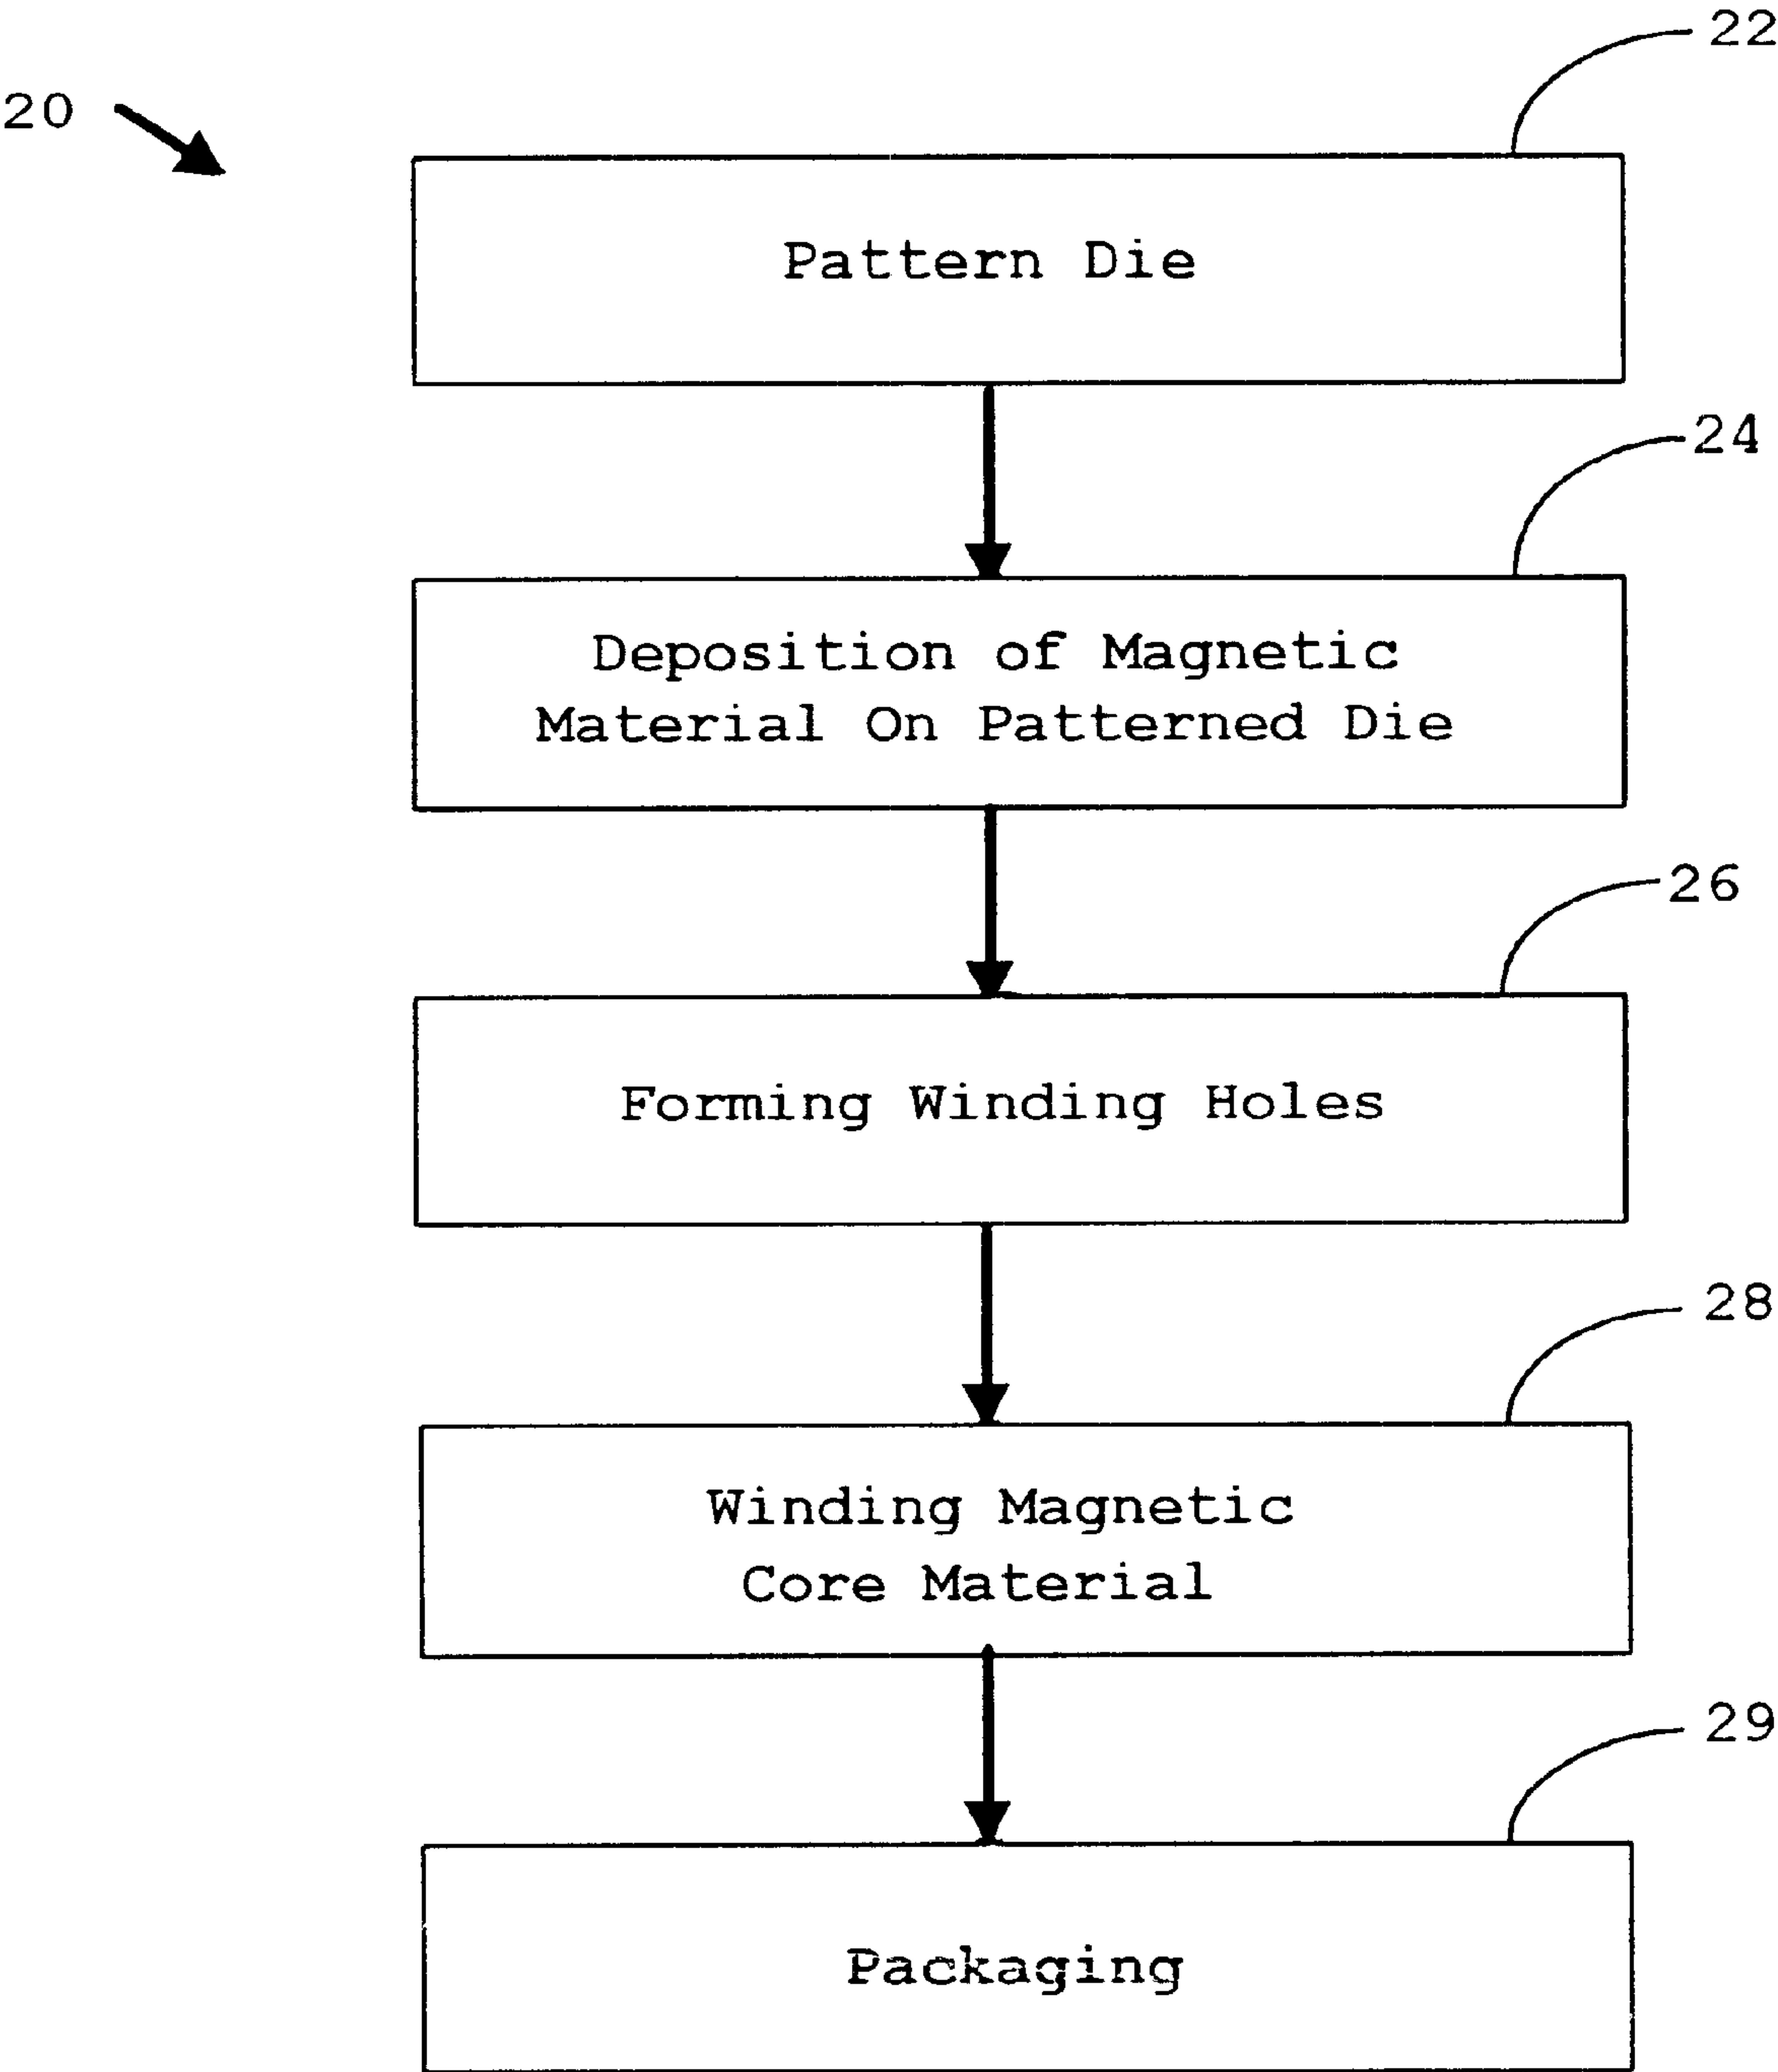 22
20
Pattern Die
24
Deposition of Magnetic
Material On Patterned Die
26
Forming Winding Holes
28
Winding Magnetic
Core Material
29
Packaging